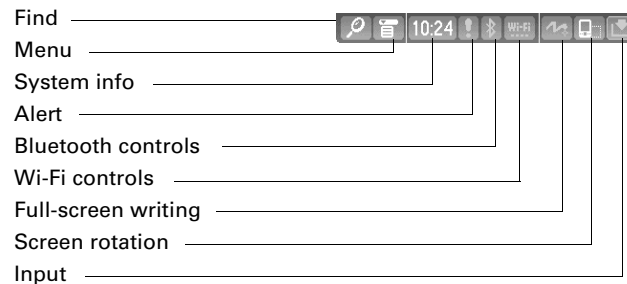 Find
10:24 Wi-Fi
Menu
System info
Alert
Bluetooth controls
Wi-Fi controls
Full-screen writing
Screen rotation
Input